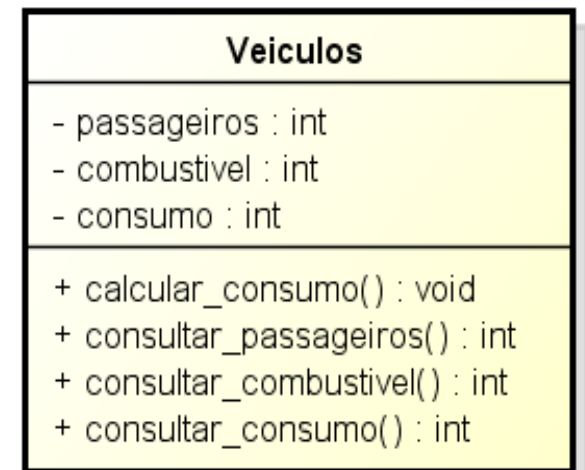 Veiculos
- passageiros : int
- combustivel : int
- consumo : int
+ calcular_consumo() : void
+ consultar_passageiros() : int
+ consultar_combustivel() : int
+ consultar_consumo() : int